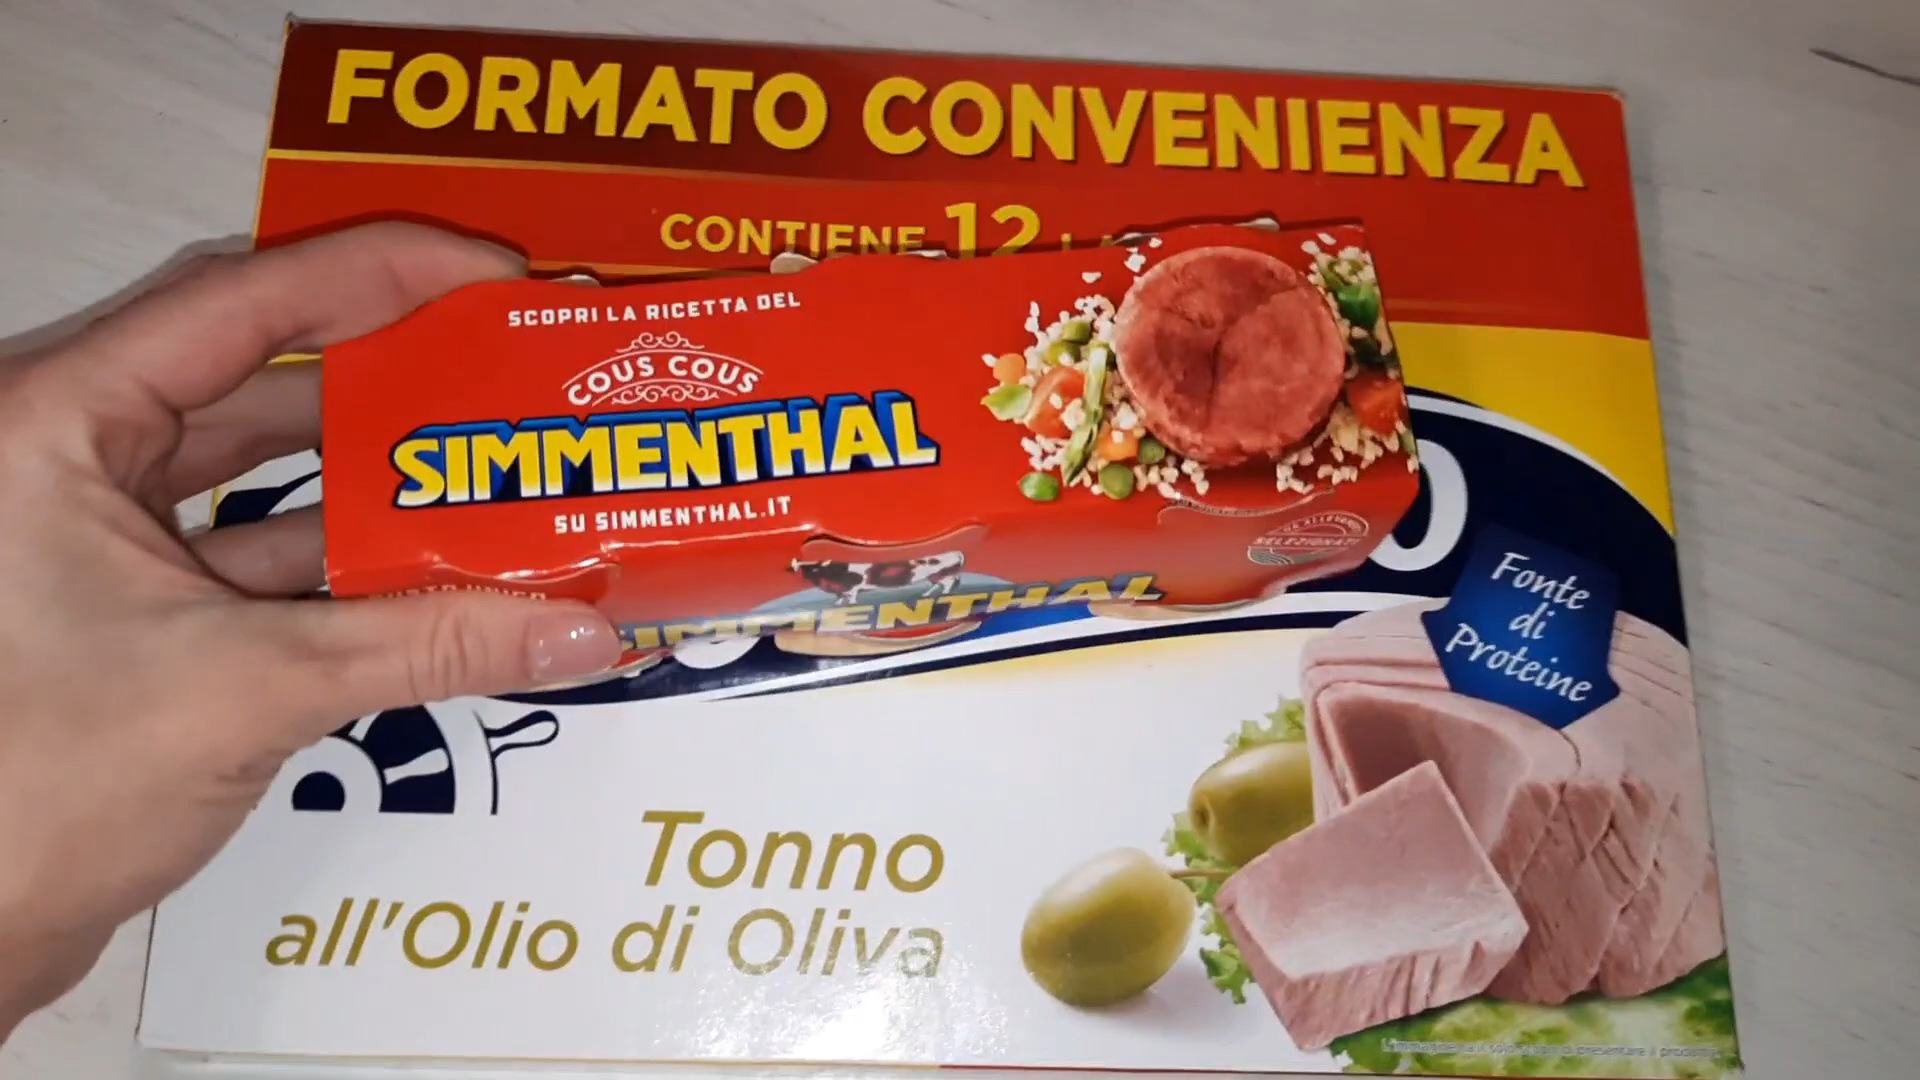 FORMATO CONVENIENZA
CONTIENE 12
SCOPRI LA RICETTA DEL
COUS COUS
SIMMENTHAL
SU SIMMENTHAL.IT
SELEZIONATI
SIMMENTHAL
Fonte
di
Proteine
Tonno
all'Olio di Oliva